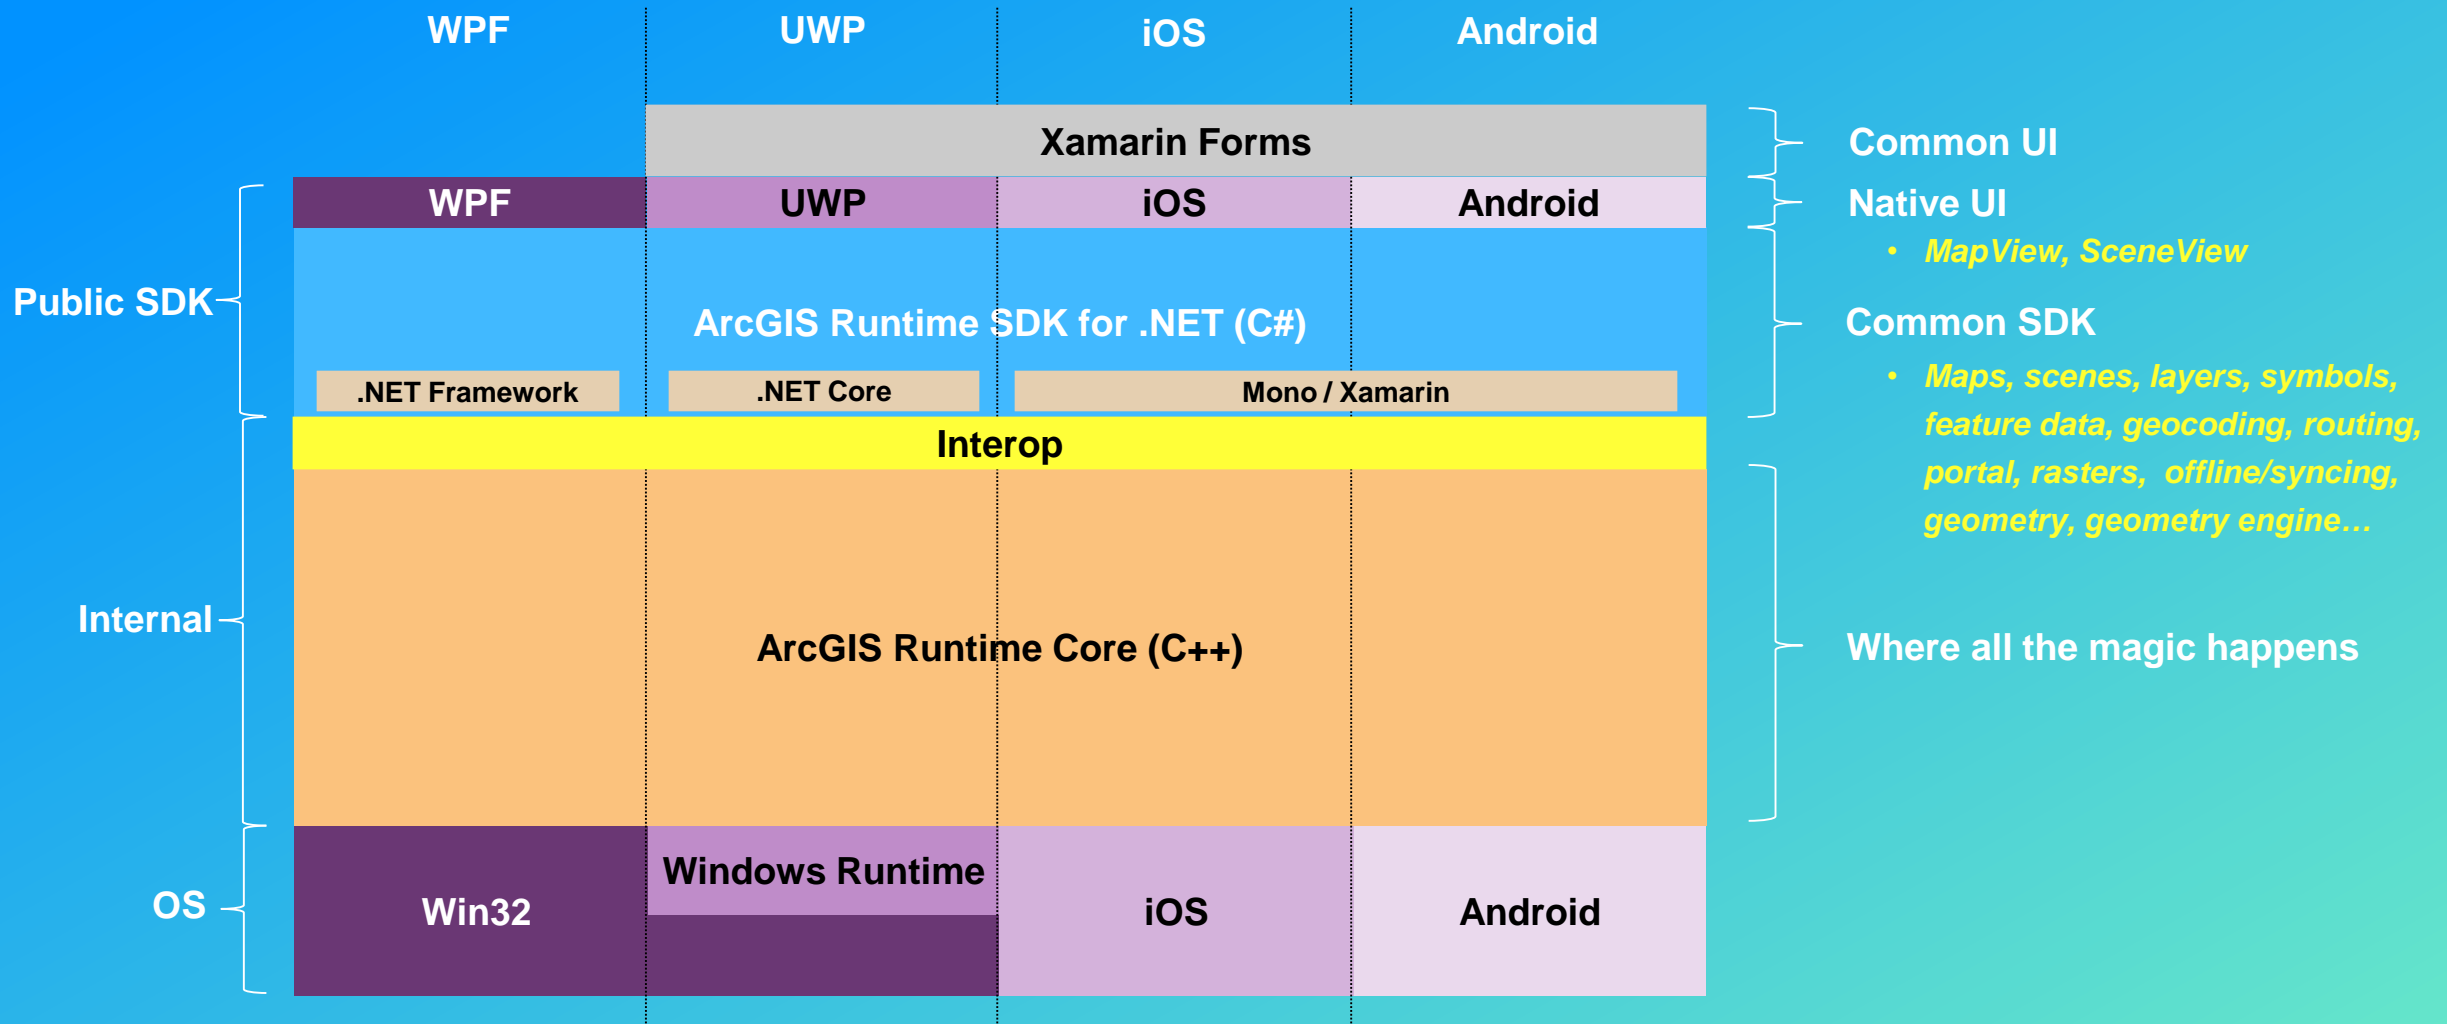 WPF
UWP
iOS
Android
Xamarin Forms
Common UI
WPF
UWP
iOS
Android
Native UI
• MapView, SceneView
Public SDK
ArcGIS Runtime SDK for .NET (C#)
Common SDK
.NET Framework
.NET Core
Mono / Xamarin
• Maps, scenes, layers, symbols,
feature data, geocoding, routing,
portal, rasters, offline/syncing,
geometry, geometry engine…
Interop
Internal
ArcGIS Runtime Core (C++)
Where all the magic happens
OS
Win32
Windows Runtime
iOS
Android